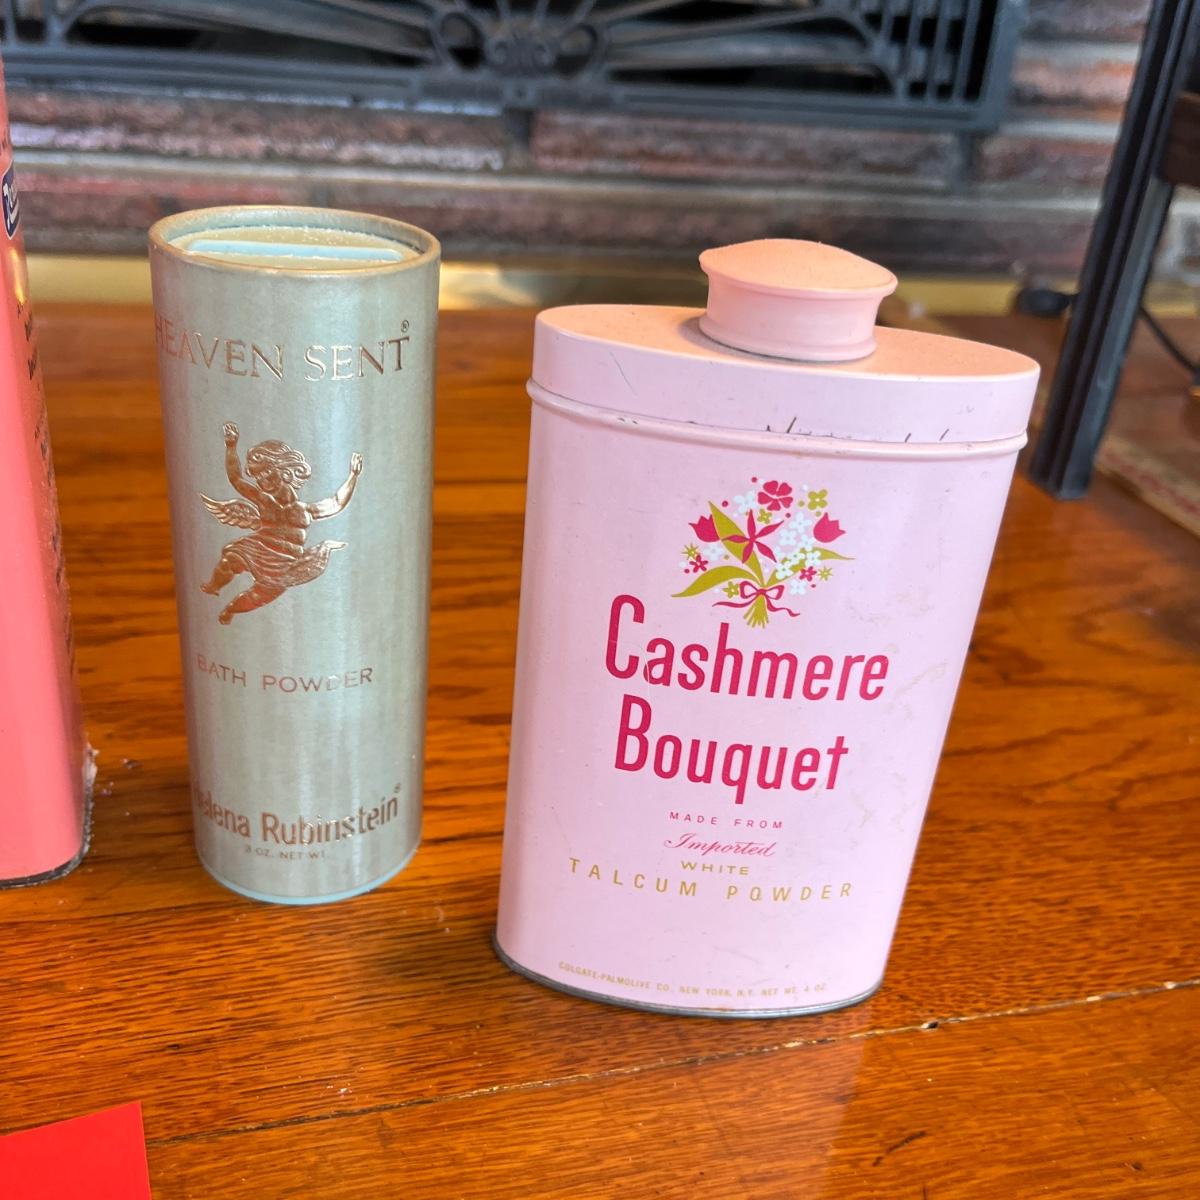 HEAVEN SENT®
BATH POWDER
Helena Rubinstein®
3 OZ. NET WT.
Cashmere
Bouquet
MADE FROM
Imported
WHITE
TALCUM POWDER
COLGATE-PALMOLIVE CO. NEW YORK, N.Y. NET WT. 4 OZ.